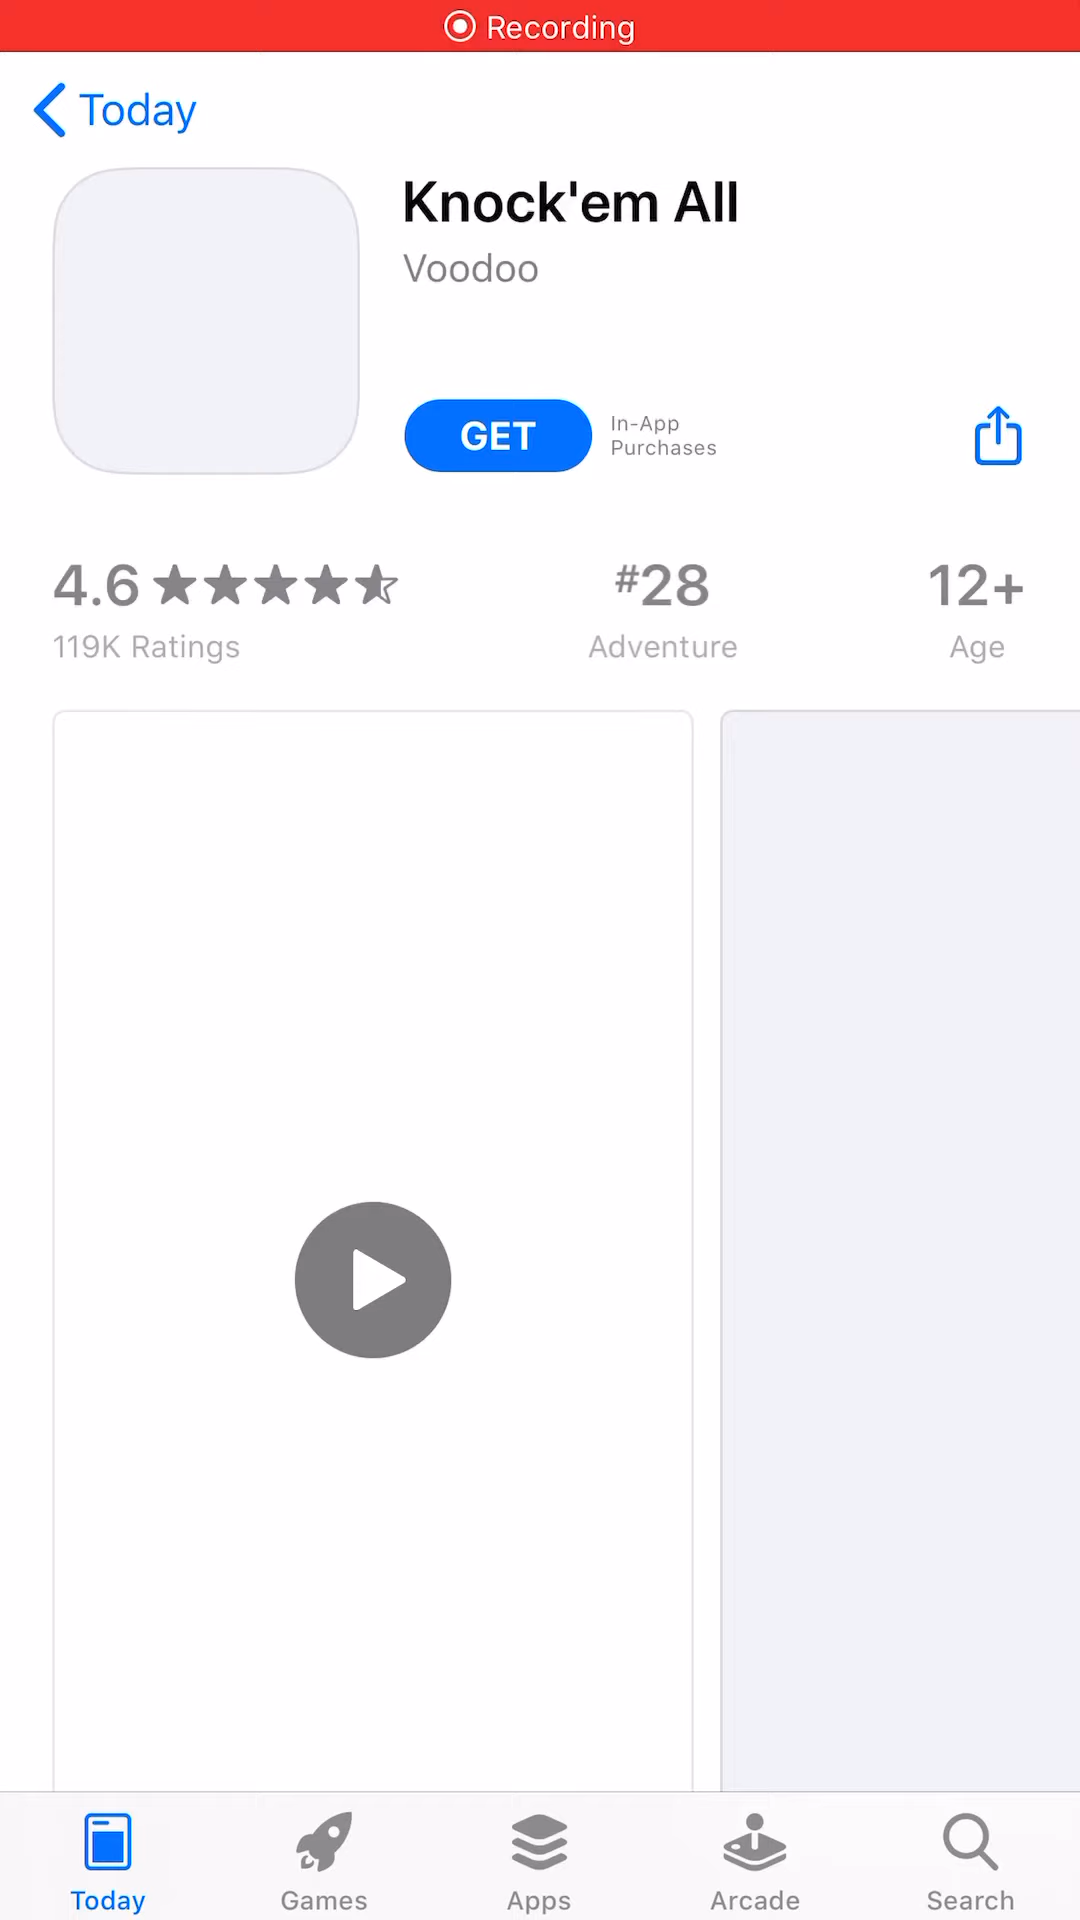 Recording
Today
Knock'em All
Voodoo
GET
In-App
Purchases
4.6
#28
12+
119K Ratings
Adventure
Age
Today
Games
Apps
Arcade
Search